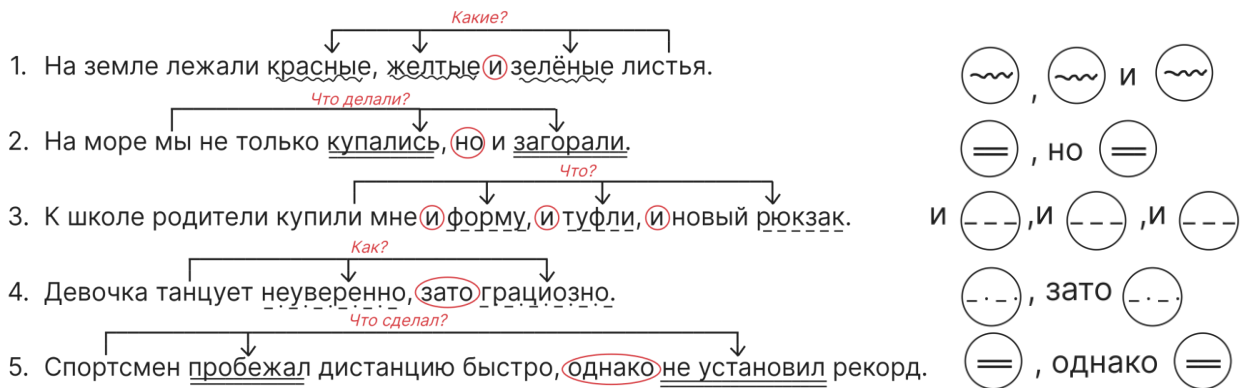 Какие?
1. На земле лежали красные, желтые и зелёные листья.
, и
Что делали?
2. На море мы не только купались, но и загорали.
, но
Что?
3. К школе родители купили мне и форму, и туфли, и новый рюкзак.
и ,и ,и
Как?
4. Девочка танцует неуверенно, зато грациозно.
, зато
Что сделал?
5. Спортсмен пробежал дистанцию быстро, однако не установил рекорд.
, однако